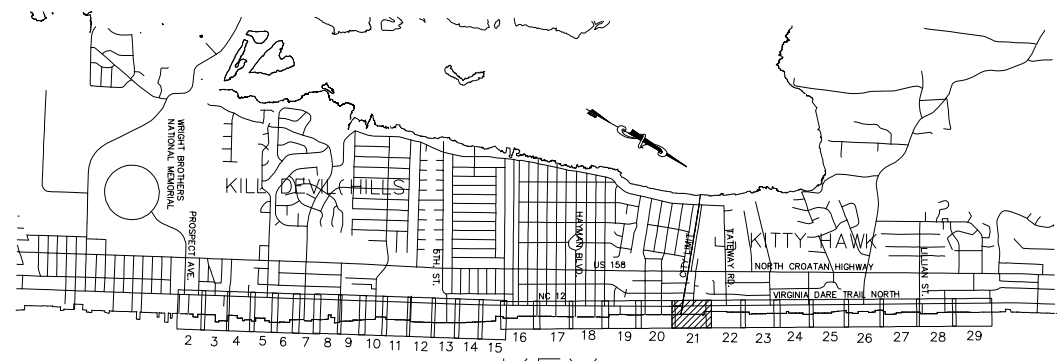 WRIGHT BROTHERS
NATIONAL MEMORIAL
KILL DEVIL HILLS
PROSPECT AVE.
5TH ST.
HAYMAN BLVD.
US 158
CITY LIMIT
TATEWAY RD.
KITTY HAWK
NORTH CROATAN HIGHWAY
LILLIAN ST.
NC 12
VIRGINIA DARE TRAIL NORTH
2 3 4 5 6 7 8 9 10 11 12 13 14 15 16 17 18 19 20 21 22 23 24 25 26 27 28 29